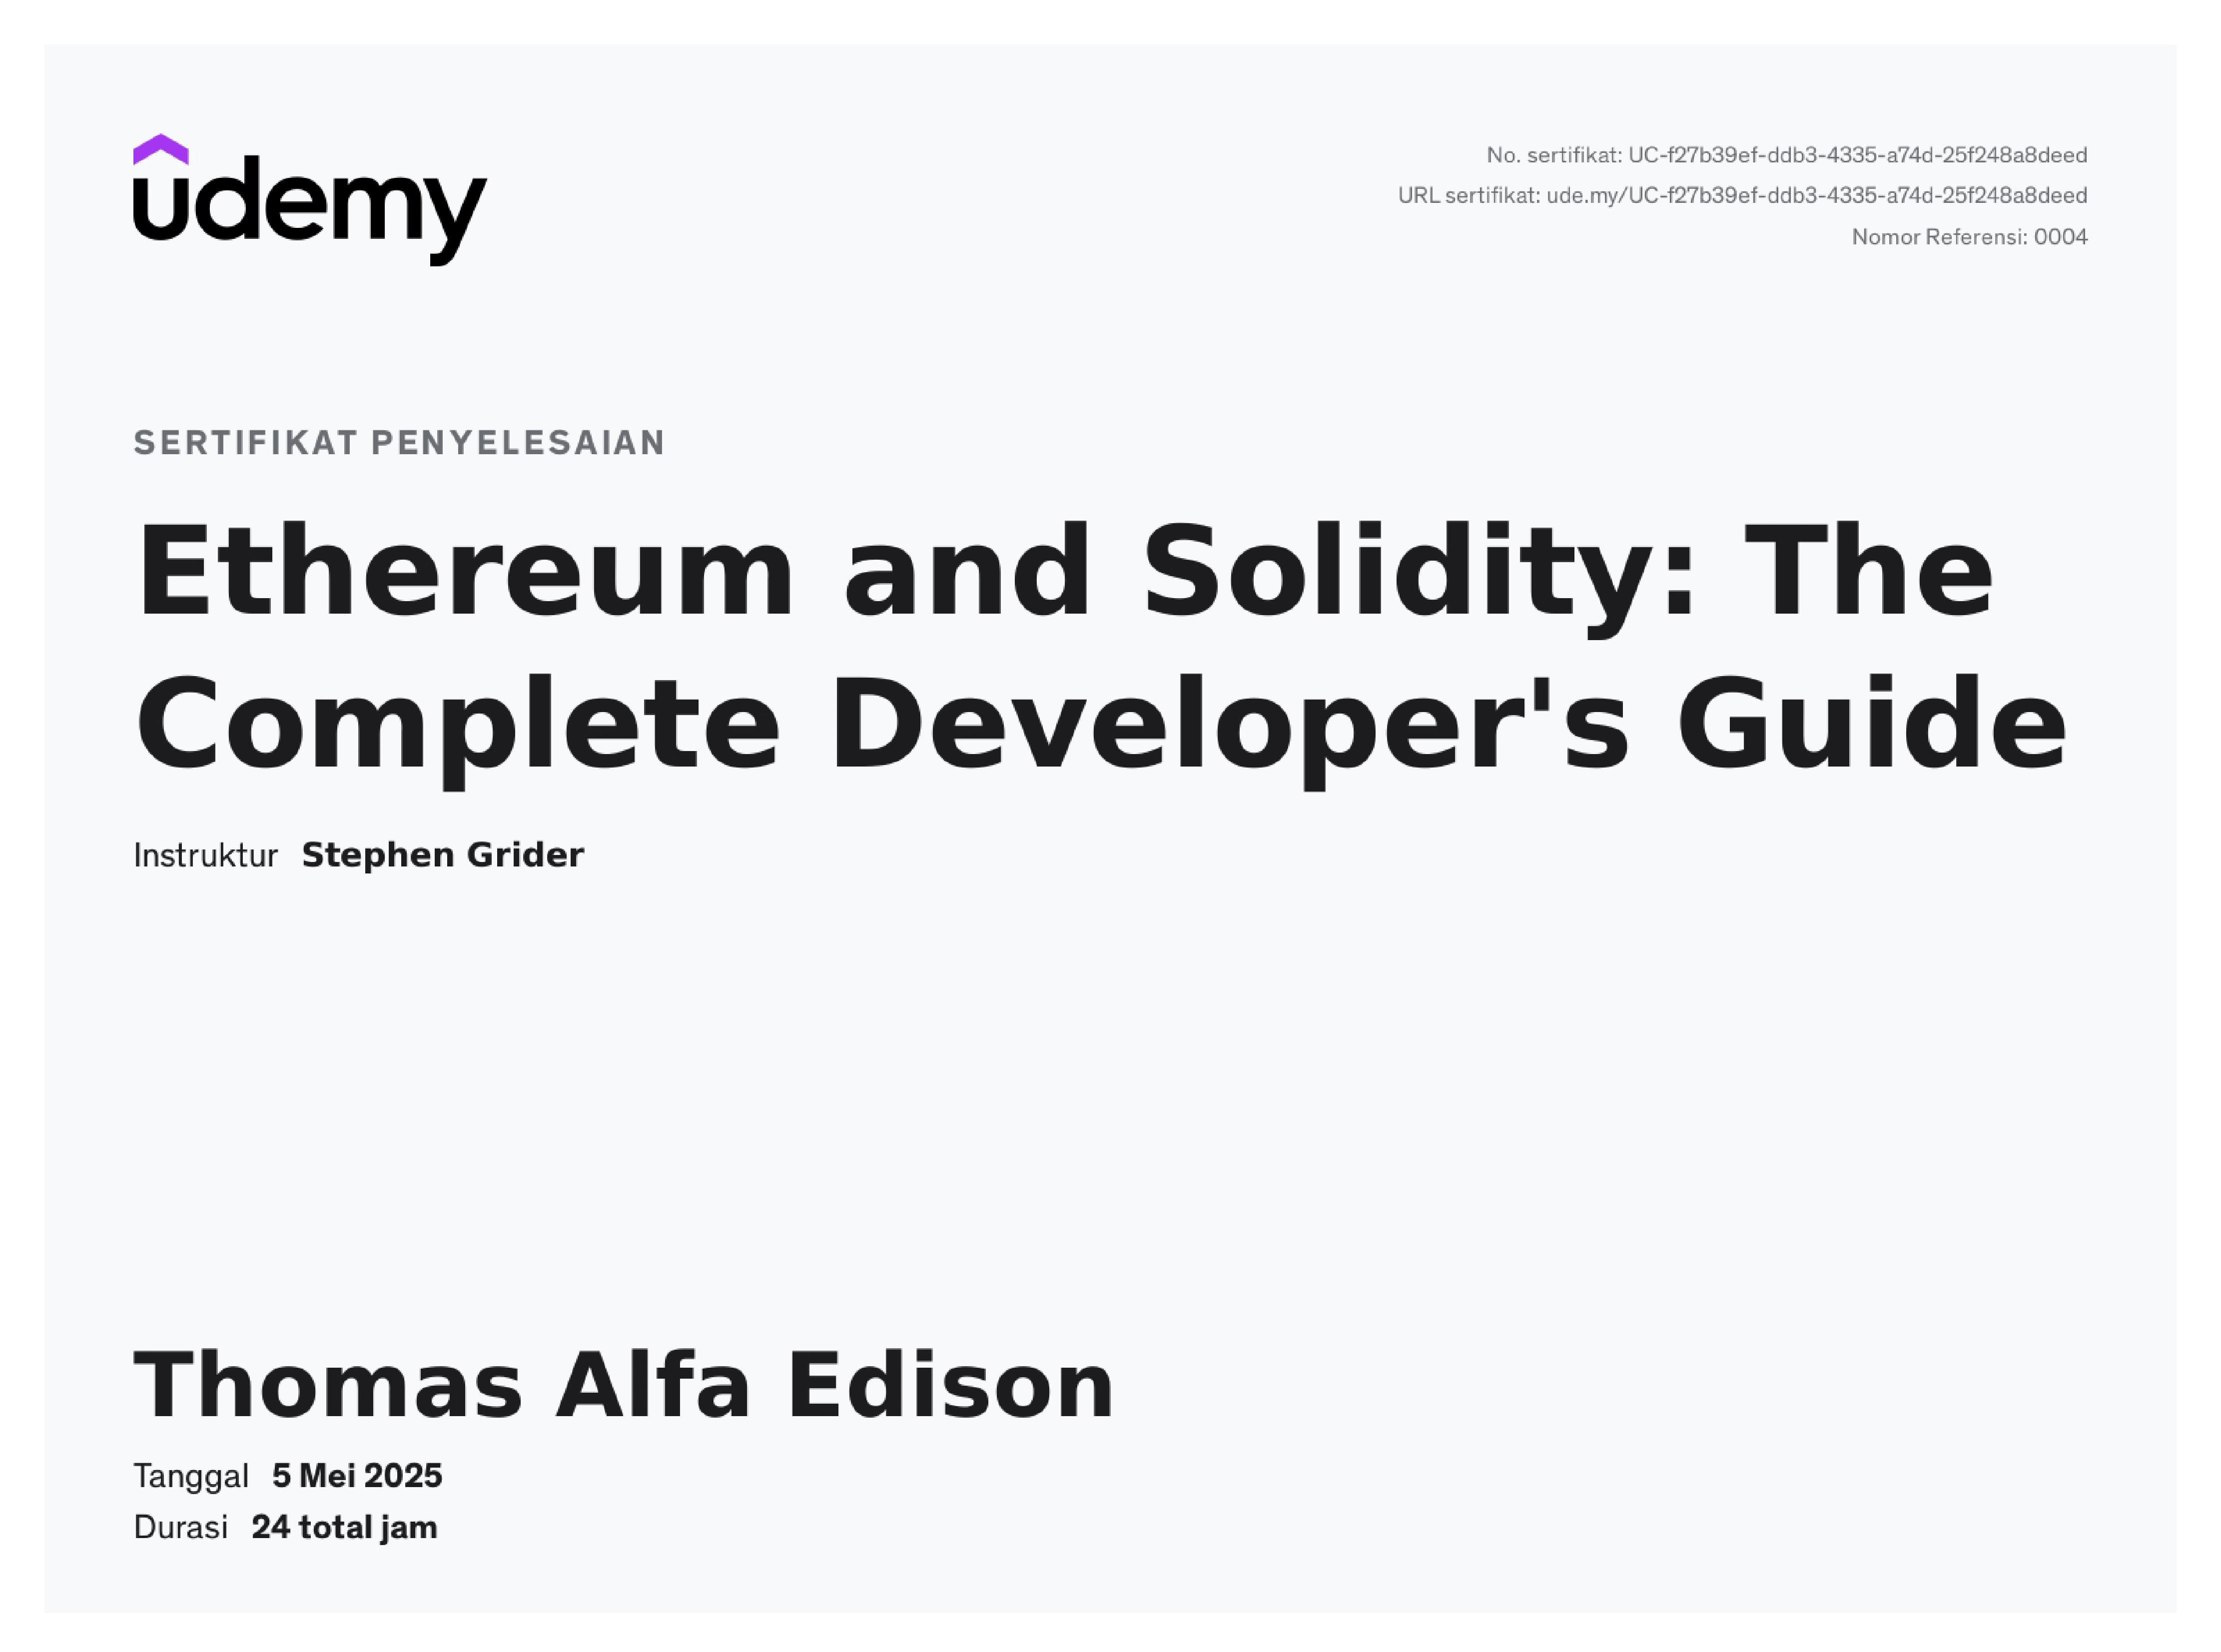 udemy
No. sertifikat: UC-f27b39ef-ddb3-4335-a74d-25f248a8deed
URL sertifikat: ude.my/UC-f27b39ef-ddb3-4335-a74d-25f248a8deed
Nomor Referensi: 0004
SERTIFIKAT PENYELESAIAN
Ethereum and Solidity: The
Complete Developer's Guide
Instruktur Stephen Grider
Thomas Alfa Edison
Tanggal 5 Mei 2025
Durasi 24 total jam